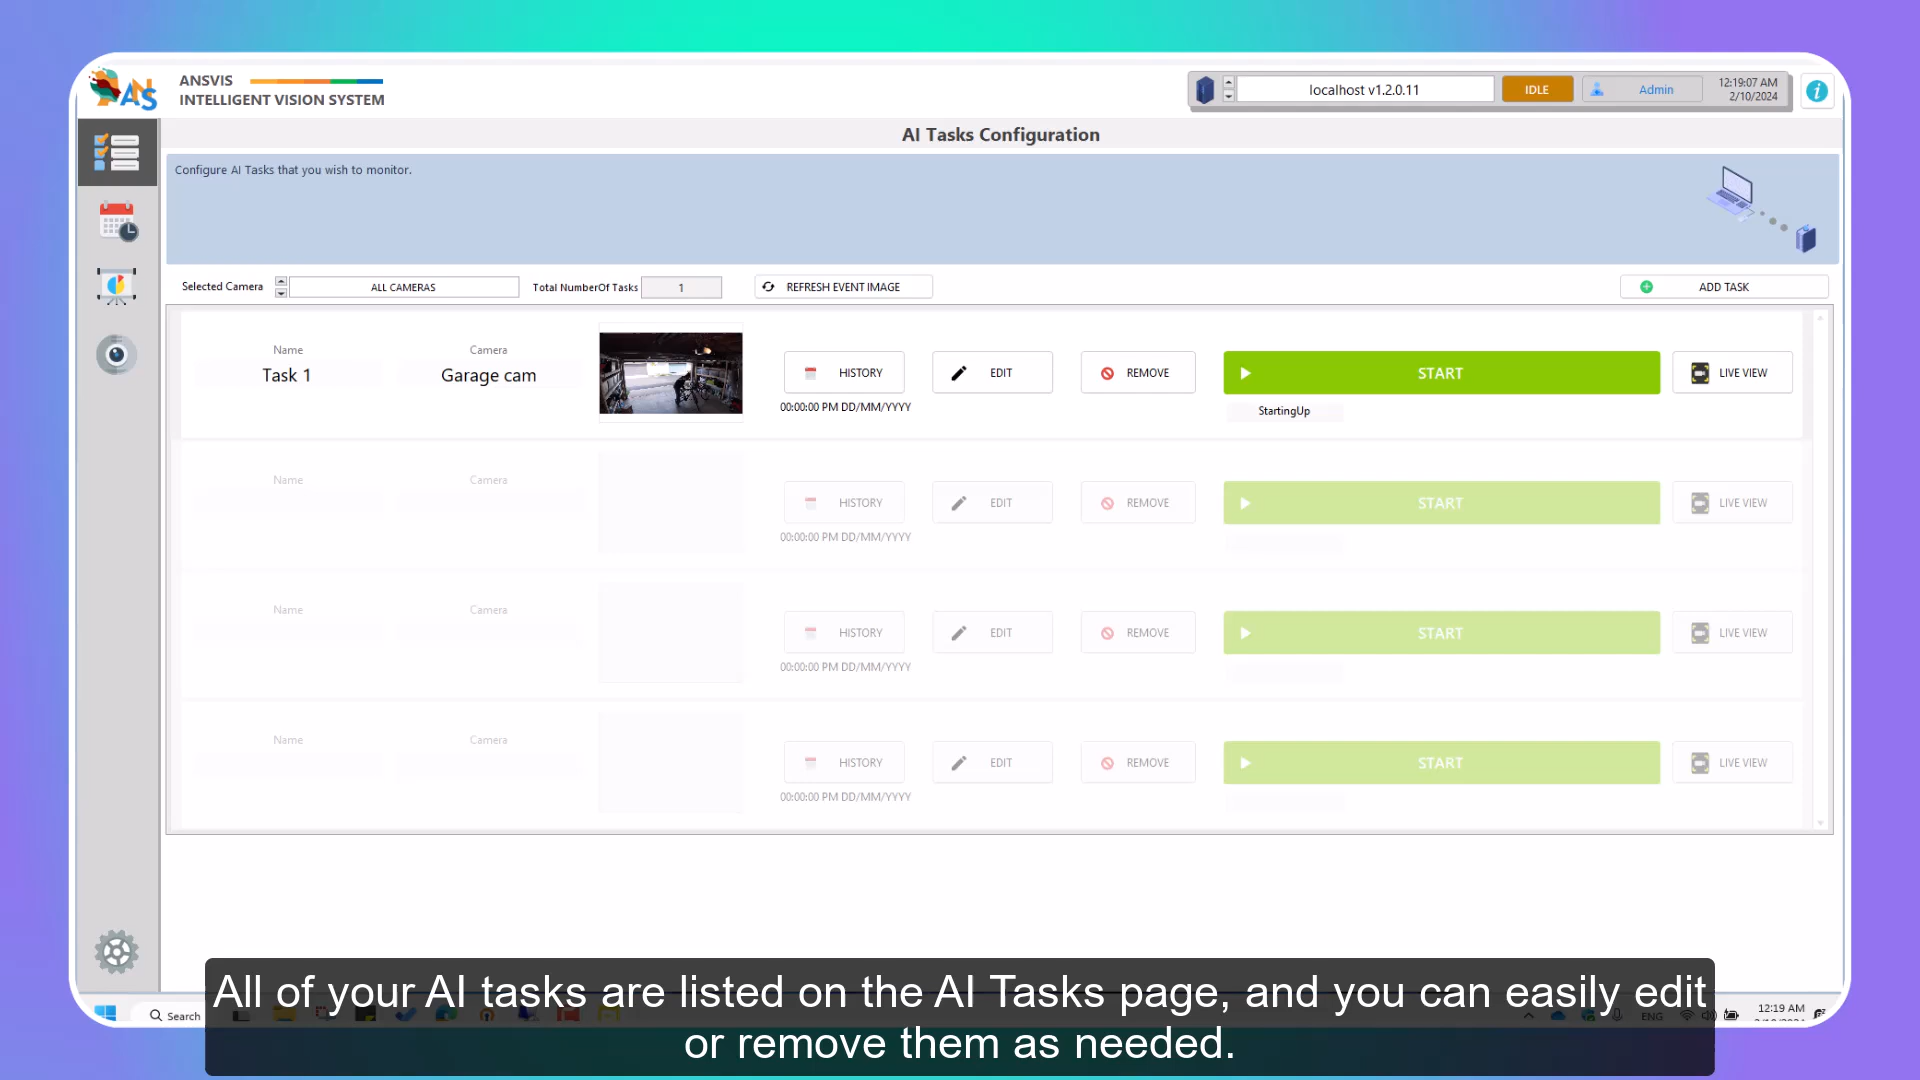 ANS
ANSVIS
INTELLIGENT VISION SYSTEM
localhost v1.2.0.11
IDLE
Admin
12:19:07 AM
2/10/2024
AI Tasks Configuration
Configure AI Tasks that you wish to monitor.
Selected Camera
ALL CAMERAS
Total NumberOf Tasks
1
REFRESH EVENT IMAGE
ADD TASK
Name
Camera
Task 1
Garage cam
HISTORY
EDIT
REMOVE
START
LIVE VIEW
00:00:00 PM DD/MM/YYYY
StartingUp
Name
Camera
HISTORY
EDIT
REMOVE
START
LIVE VIEW
00:00:00 PM DD/MM/YYYY
Name
Camera
HISTORY
EDIT
REMOVE
START
LIVE VIEW
00:00:00 PM DD/MM/YYYY
Name
Camera
HISTORY
EDIT
REMOVE
START
LIVE VIEW
00:00:00 PM DD/MM/YYYY
All of your AI tasks are listed on the AI Tasks page, and you can easily edit
or remove them as needed.
Search
ENG
12:19 AM